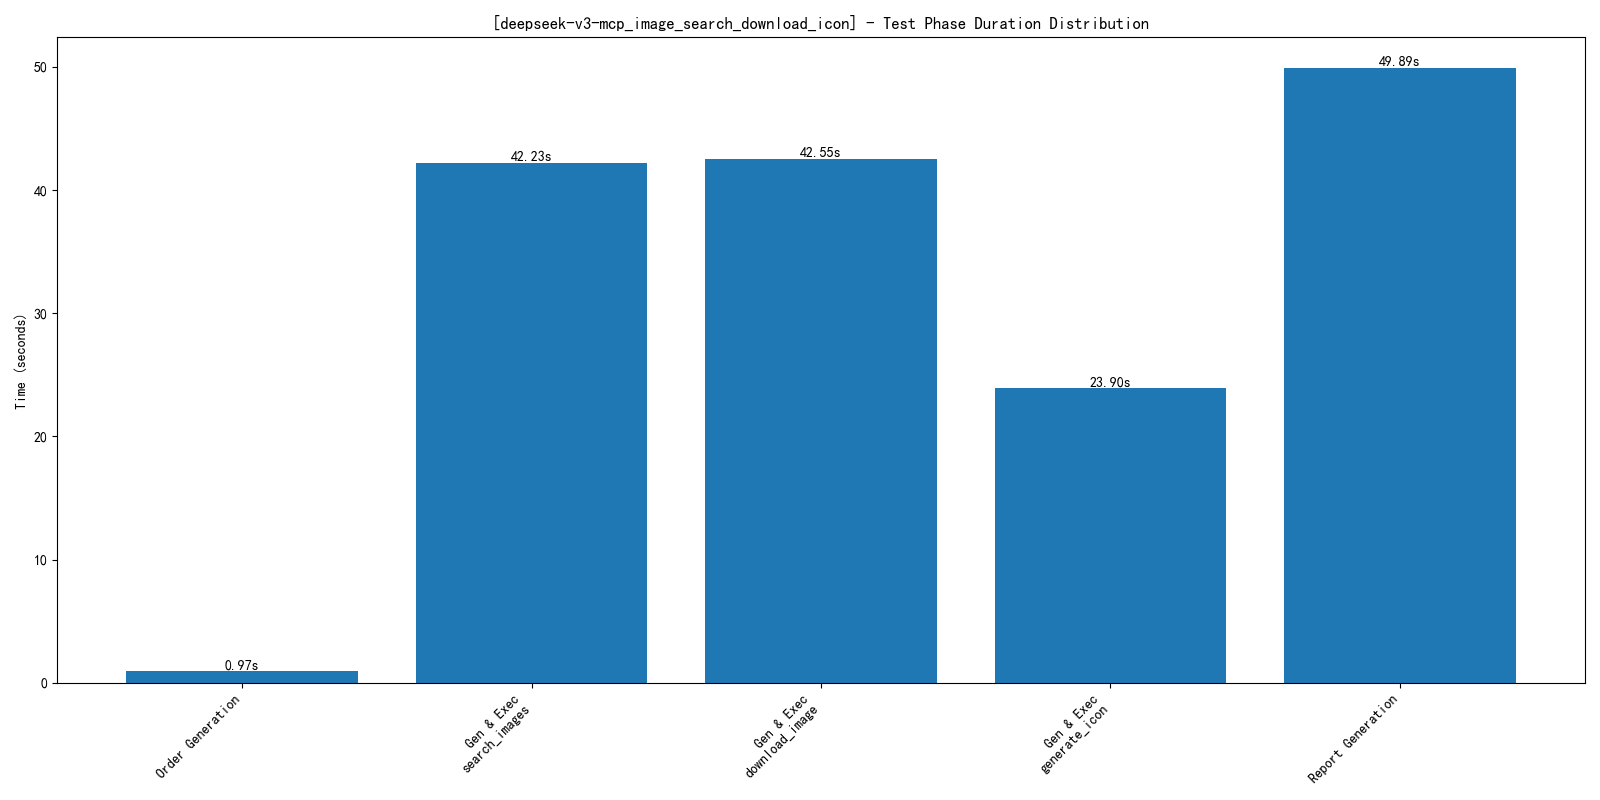 [deepseek-v3-mcp_image_search_download_icon] - Test Phase Duration Distribution
Time (seconds)
50
40
30
20
10
0
0.97s
42.23s
42.55s
23.90s
49.89s
Order Generation
Gen & Exec
search_images
Gen & Exec
download_image
Gen & Exec
generate_icon
Report Generation